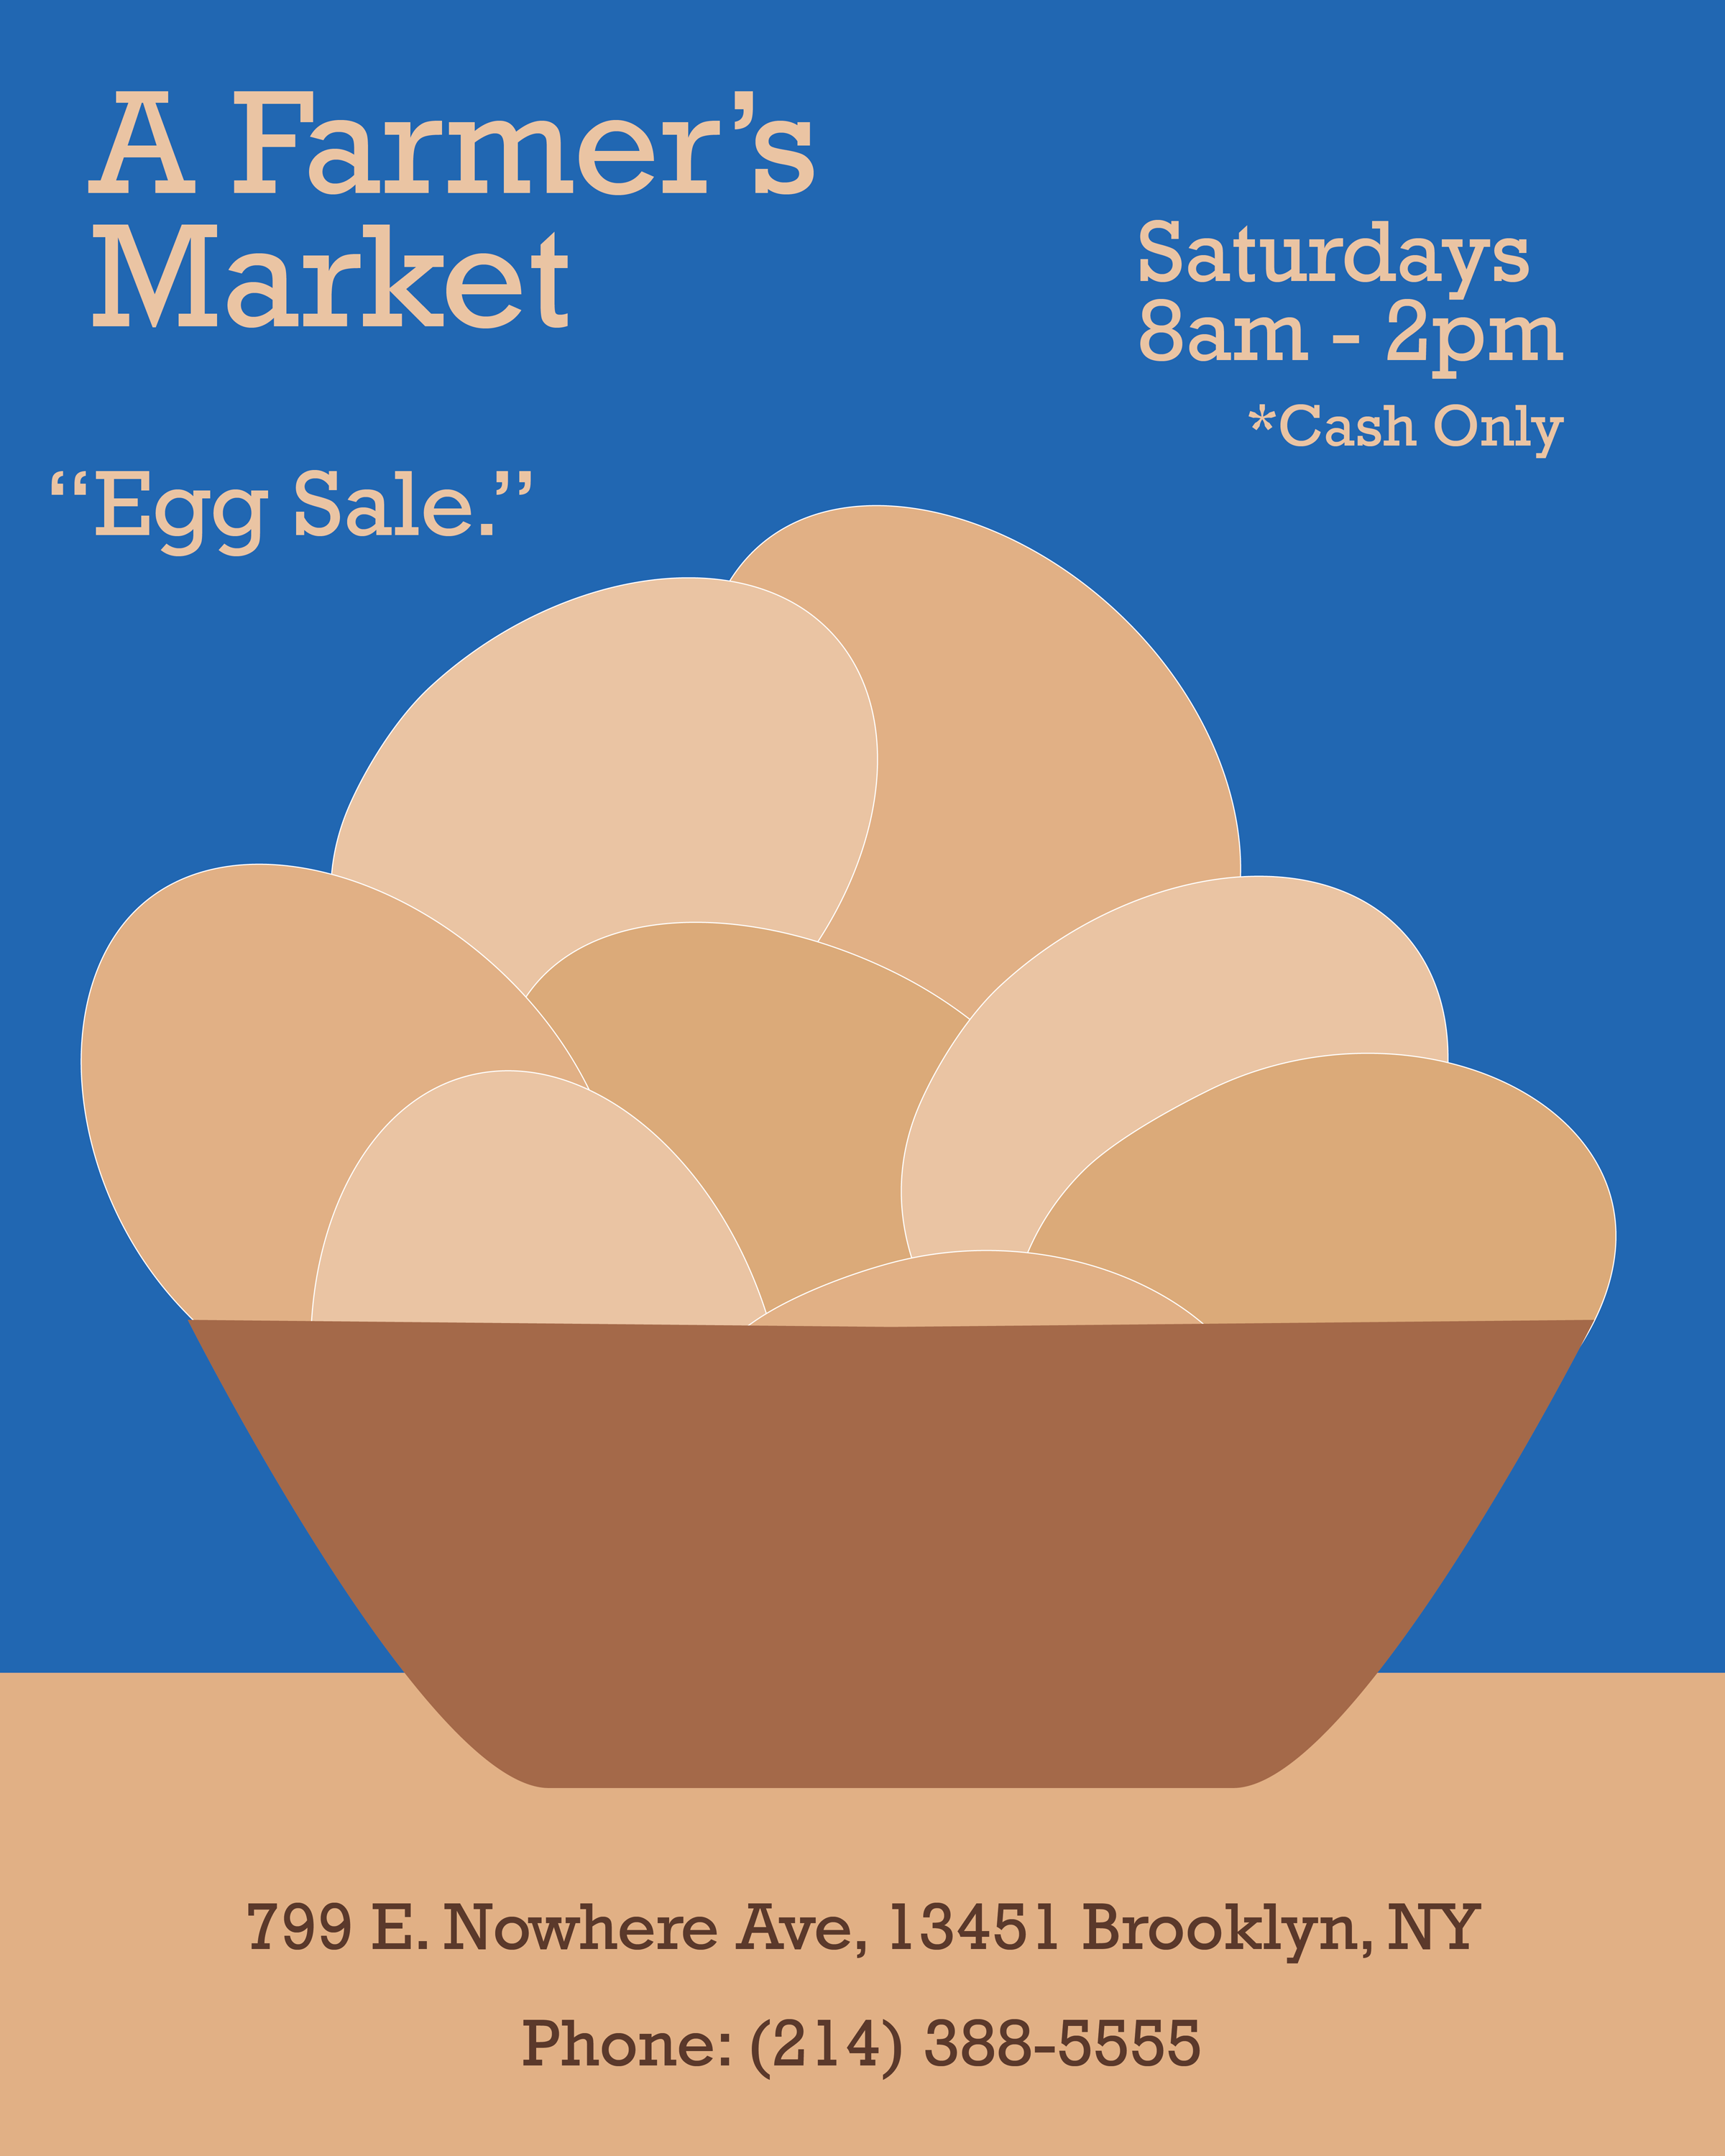 A Farmer’s
Market
Saturdays
8am - 2pm
*Cash Only
“Egg Sale.”
799 E. Nowhere Ave, 13451 Brooklyn, NY
Phone: (214) 388-5555